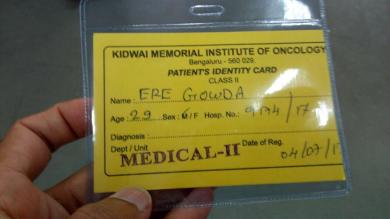 KIDWAI MEMORIAL INSTITUTE OF ONCOLOGY
Bengaluru - 560 029.
PATIENT'S IDENTITY CARD
CLASS II
Name : ERE GOWDA
Age : 29 Sex : M / F Hosp. No.: / 17
Diagnosis :
Dept / Unit Date of Reg.
MEDICAL-II 04/07/1